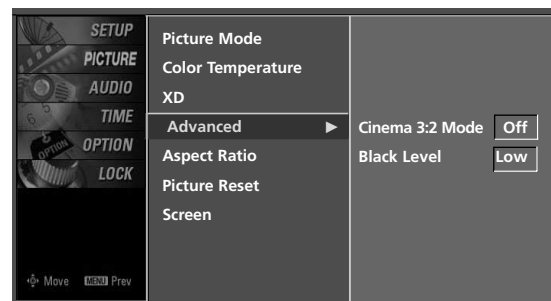 SETUP
PICTURE
AUDIO
TIME
OPTION
LOCK
Move MENU Prev
Picture Mode
Color Temperature
XD
Advanced ►
Aspect Ratio
Picture Reset
Screen
Cinema 3:2 Mode Off
Black Level Low